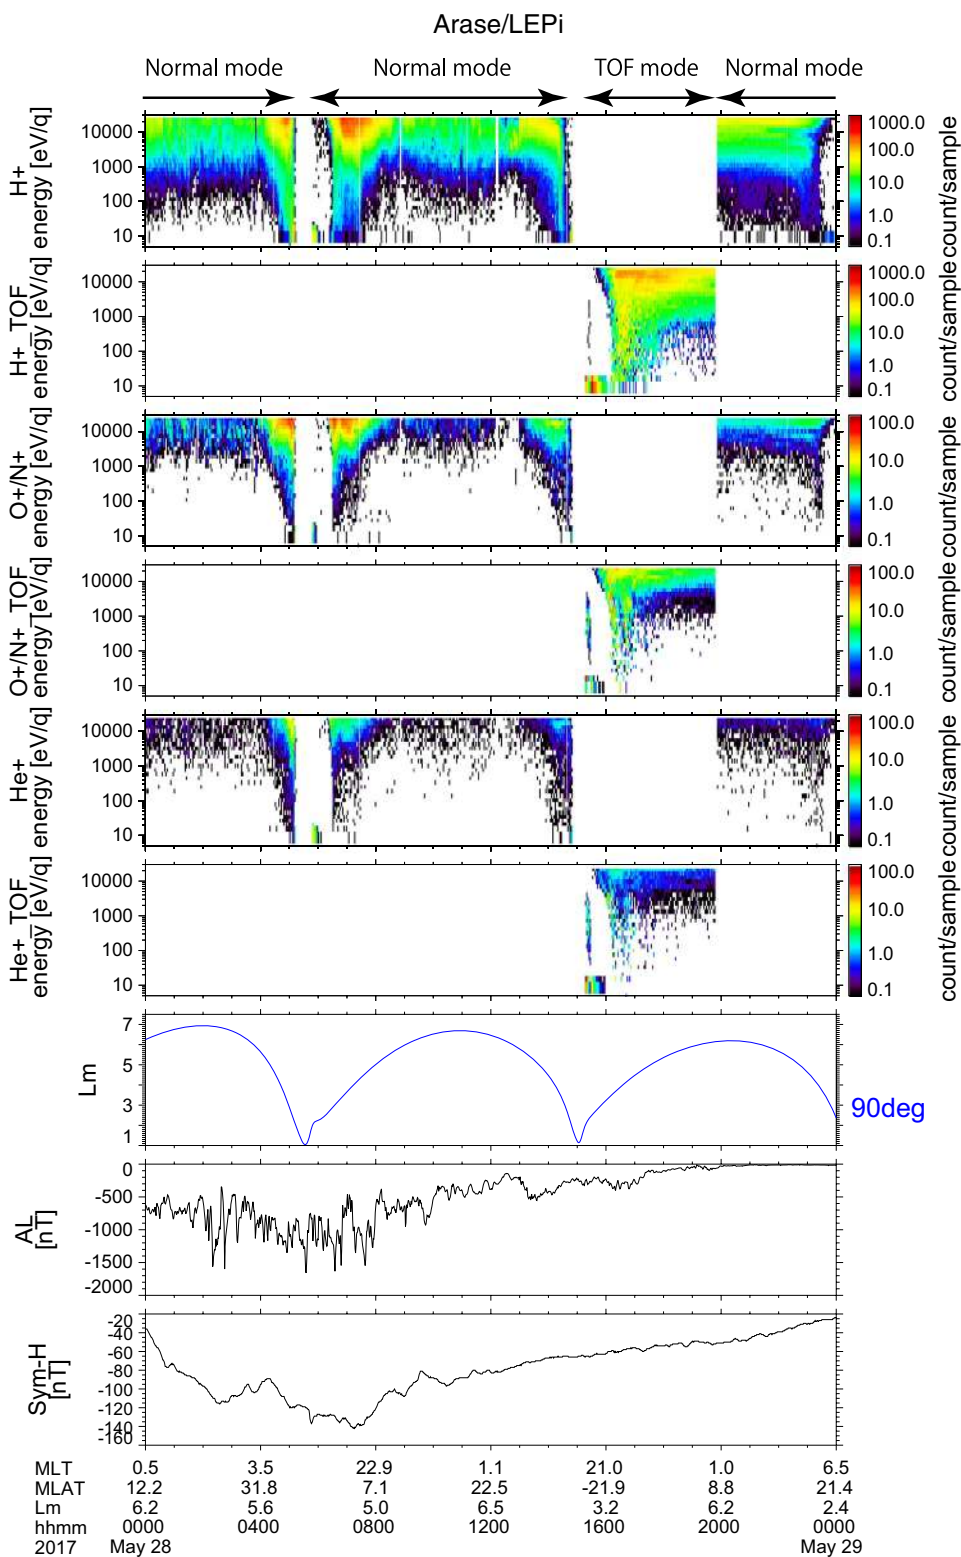 Arase/LEPi
Normal mode Normal mode TOF mode Normal mode
H+
energy [eV/q]
10000
1000
100
10
1000.0
100.0
10.0
1.0
0.1
count/sample
H+_TOF
energy [eV/q]
10000
1000
100
10
1000.0
100.0
10.0
1.0
0.1
count/sample
O+/N+
energy [eV/q]
10000
1000
100
10
100.0
10.0
1.0
0.1
count/sample
O+/N+_TOF
energy [eV/q]
10000
1000
100
10
100.0
10.0
1.0
0.1
count/sample
He+
energy [eV/q]
10000
1000
100
10
100.0
10.0
1.0
0.1
count/sample
He+_TOF
energy [eV/q]
10000
1000
100
10
100.0
10.0
1.0
0.1
count/sample
Lm
7
5
3
1
90deg
AL
[nT]
0
-500
-1000
-1500
-2000
Sym-H
[nT]
-20
-40
-60
-80
-100
-120
-140
-160
MLT 0.5 3.5 22.9 1.1 21.0 1.0 6.5
MLAT 12.2 31.8 7.1 22.5 -21.9 8.8 21.4
Lm 6.2 5.6 5.0 6.5 3.2 6.2 2.4
hhmm 0000 0400 0800 1200 1600 2000 0000
2017 May 28 May 29